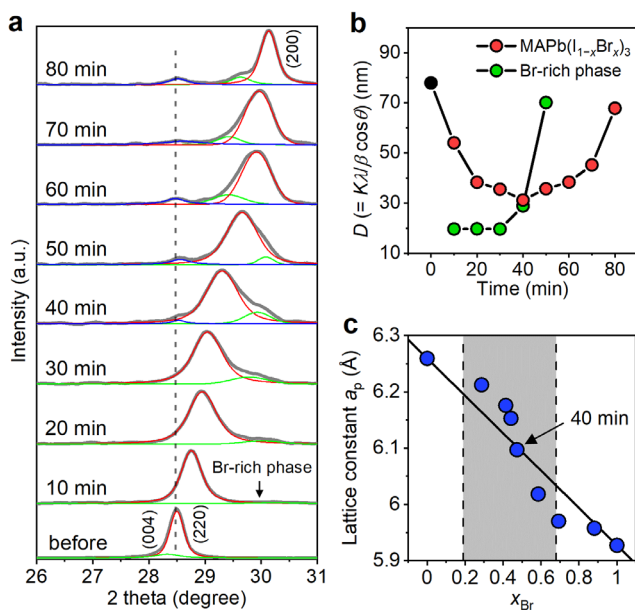 a
80 min
(200)
70 min
60 min
50 min
40 min
30 min
20 min
10 min
Br-rich phase
before
(004)
(220)
Intensity (a.u.)
26 27 28 29 30 31
2 theta (degree)
b
MAPb(I₁₋ₓBrₓ)₃
Br-rich phase
90
70
50
30
10
D (= Kλ/β cosθ) (nm)
0 20 40 60 80
Time (min)
c
6.3
6.2
6.1
6
5.9
40 min
Lattice constant aₚ (Å)
0 0.2 0.4 0.6 0.8 1
x_Br